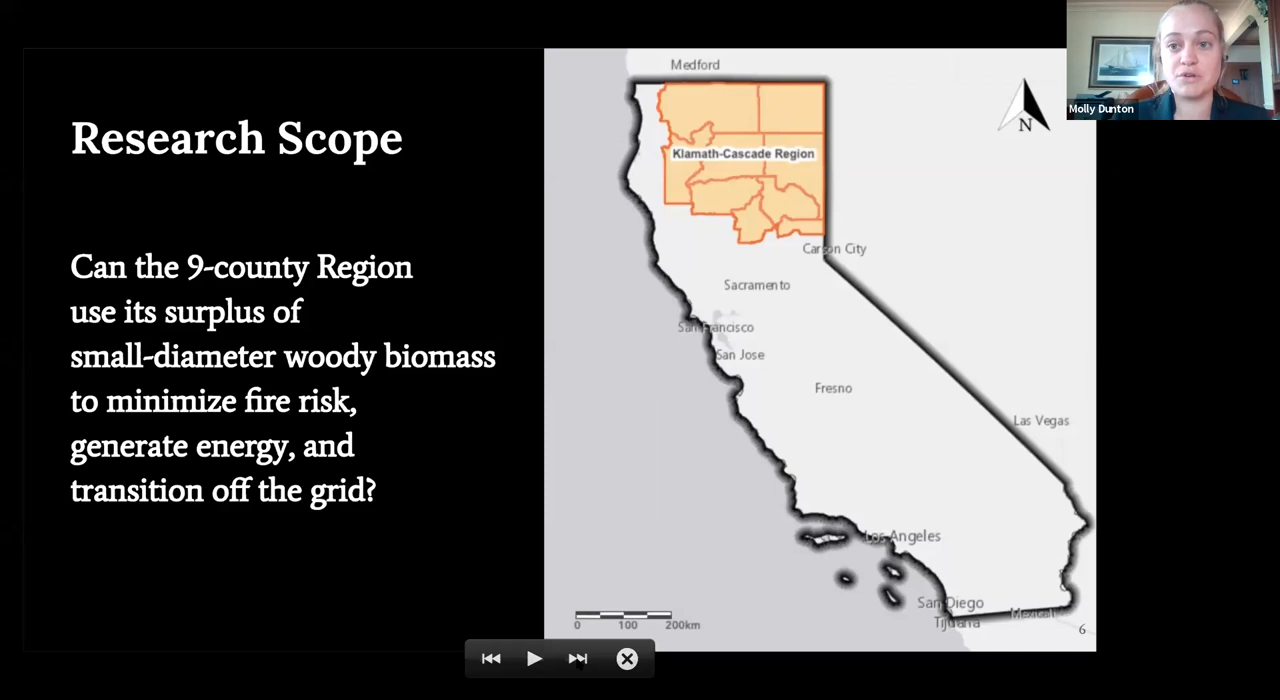 Research Scope
Can the 9-county Region
use its surplus of
small-diameter woody biomass
to minimize fire risk,
generate energy, and
transition off the grid?
Medford
N
Klamath-Cascade Region
Carson City
Sacramento
San Francisco
San Jose
Fresno
Las Vegas
Los Angeles
San Diego
Tijuana
Mexicali
0 100 200km
6
Molly Dunton